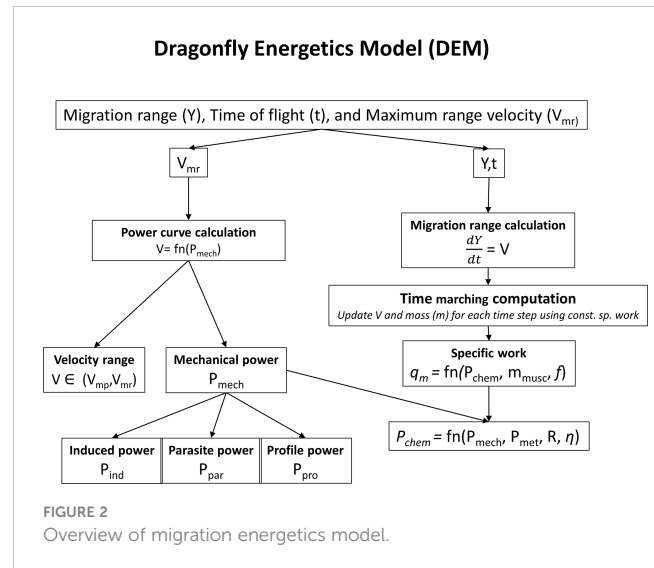 Dragonfly Energetics Model (DEM)
Migration range (Y), Time of flight (t), and Maximum range velocity (Vmr)
Vmr
Y,t
Power curve calculation
V= fn(Pmech)
Migration range calculation
dY/dt = V
Time marching computation
Update V and mass (m) for each time step using const. sp. work
Velocity range
V ∈ (Vmp,Vmr)
Mechanical power
Pmech
Specific work
qm = fn(Pchem, mmusc, f)
Pchem = fn(Pmech, Pmet, R, η)
Induced power
Pind
Parasite power
Ppar
Profile power
Ppro
FIGURE 2
Overview of migration energetics model.